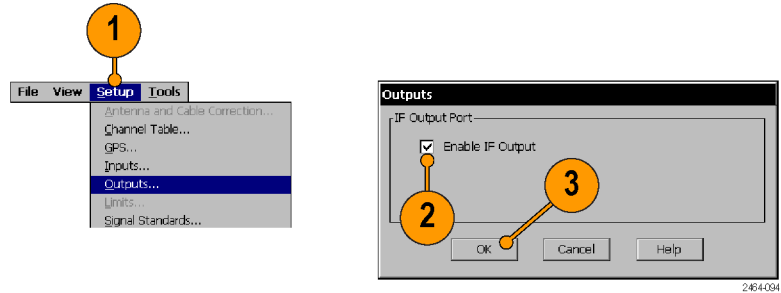 1
File View Setup Tools
Antenna and Cable Correction...
Channel Table...
GPS...
Inputs...
Outputs...
Limits...
Signal Standards...
Outputs
IF Output Port
Enable IF Output
2
3
OK Cancel Help
2464-094